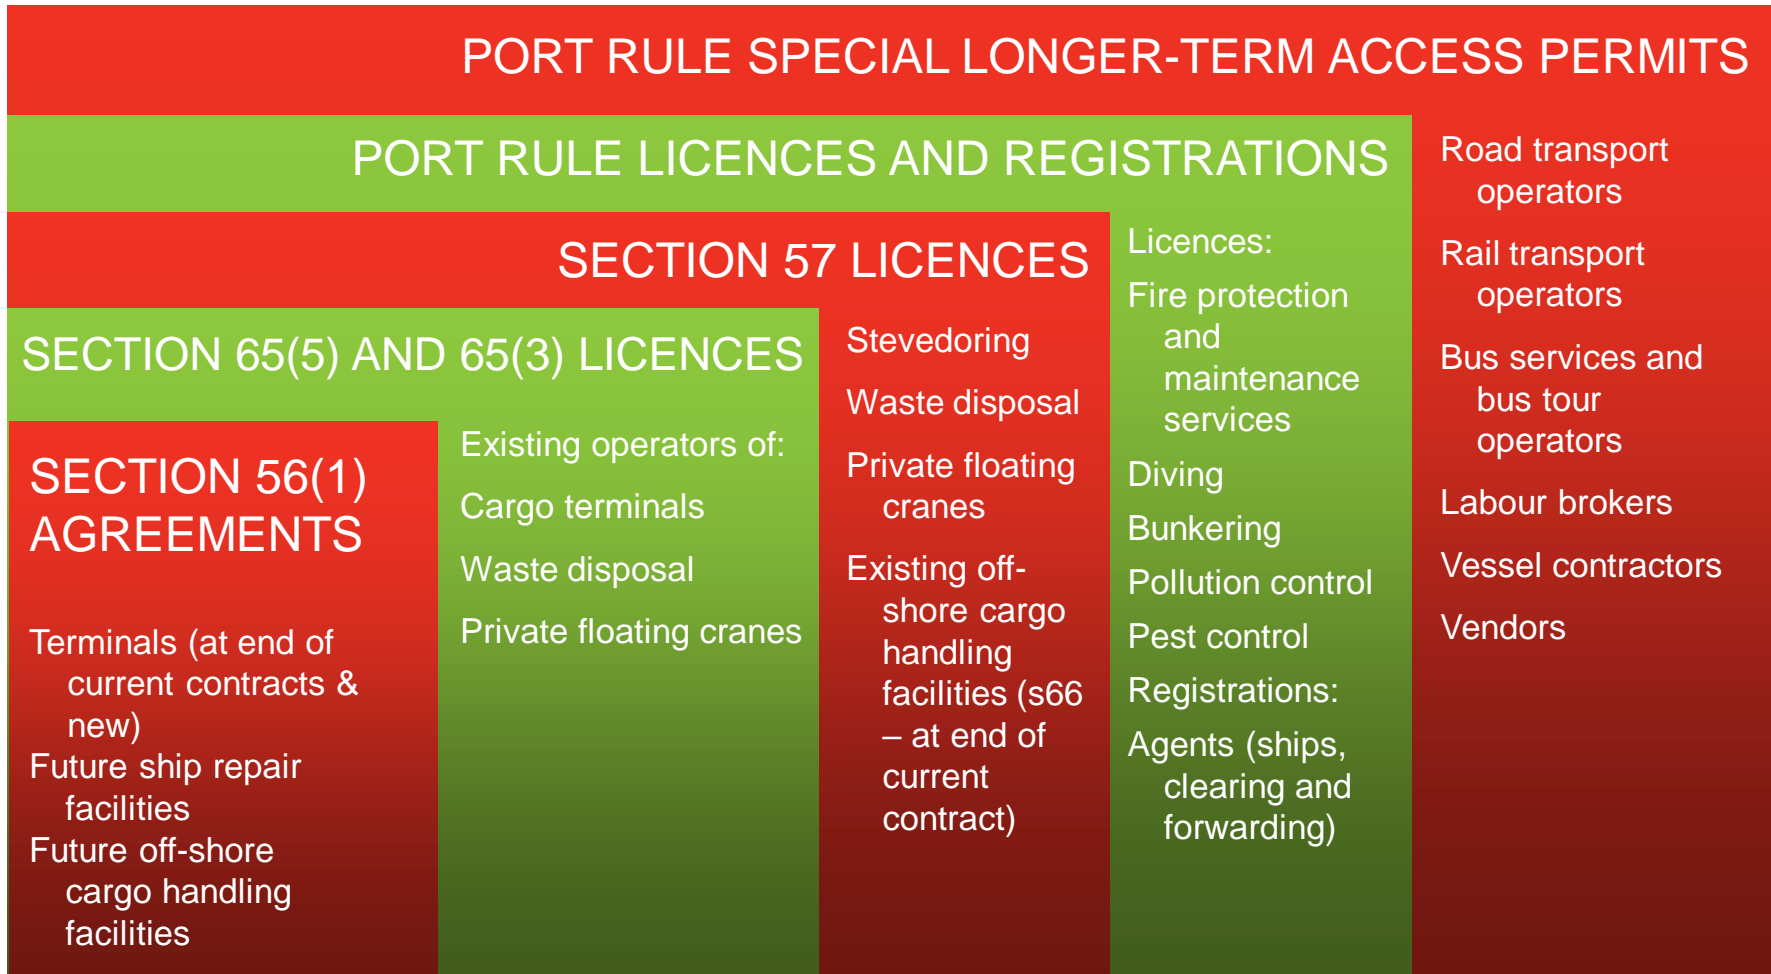 PORT RULE SPECIAL LONGER-TERM ACCESS PERMITS
Road transport
operators
Rail transport
operators
Bus services and
bus tour
operators
Labour brokers
Vessel contractors
Vendors
PORT RULE LICENCES AND REGISTRATIONS
Licences:
Fire protection
and
maintenance
services
Diving
Bunkering
Pollution control
Pest control
Registrations:
Agents (ships,
clearing and
forwarding)
SECTION 57 LICENCES
Stevedoring
Waste disposal
Private floating
cranes
Existing off-
shore cargo
handling
facilities (s66
– at end of
current
contract)
SECTION 65(5) AND 65(3) LICENCES
Existing operators of:
Cargo terminals
Waste disposal
Private floating cranes
SECTION 56(1)
AGREEMENTS
Terminals (at end of
current contracts &
new)
Future ship repair
facilities
Future off-shore
cargo handling
facilities